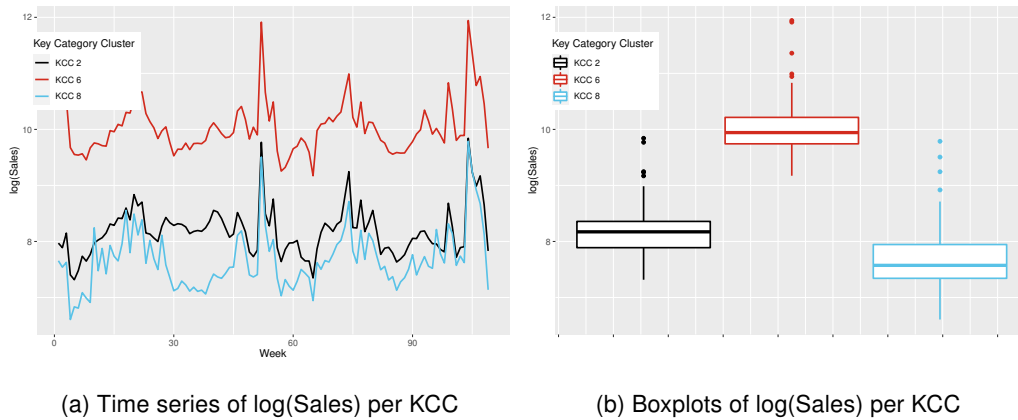 12
10
8
log(Sales)
Key Category Cluster
KCC 2
KCC 6
KCC 8
0
30
60
90
Week
(a) Time series of log(Sales) per KCC
12
10
8
log(Sales)
Key Category Cluster
KCC 2
KCC 6
KCC 8
(b) Boxplots of log(Sales) per KCC